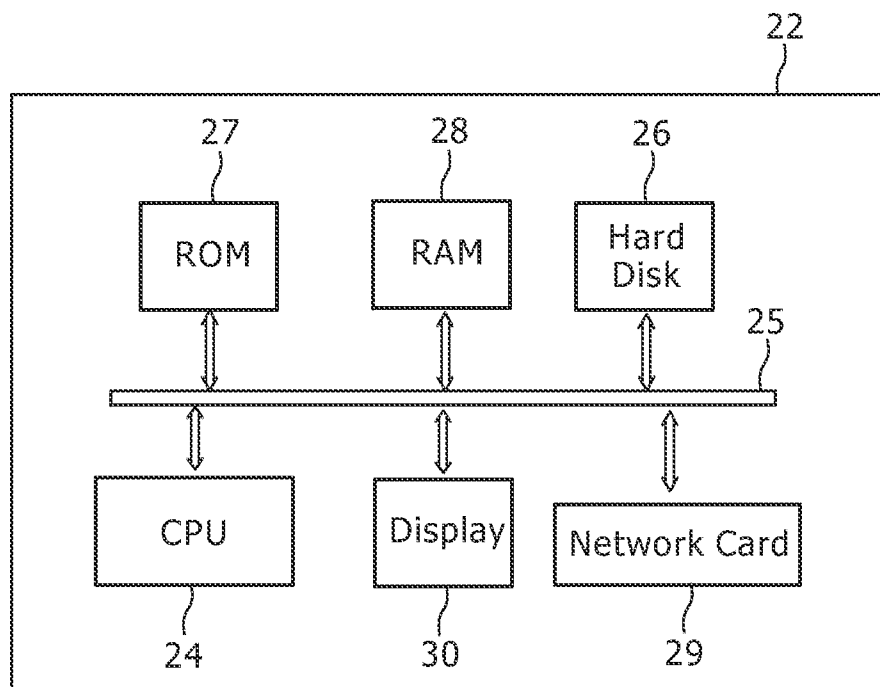 22
27
28
26
ROM
RAM
Hard
Disk
25
CPU
Display
Network Card
24
30
29